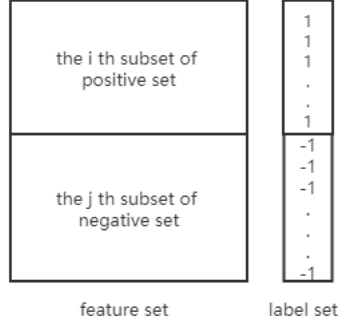 the i th subset of
positive set
the j th subset of
negative set
1
1
1
.
.
1
-1
-1
-1
.
.
.
-1
feature set
label set